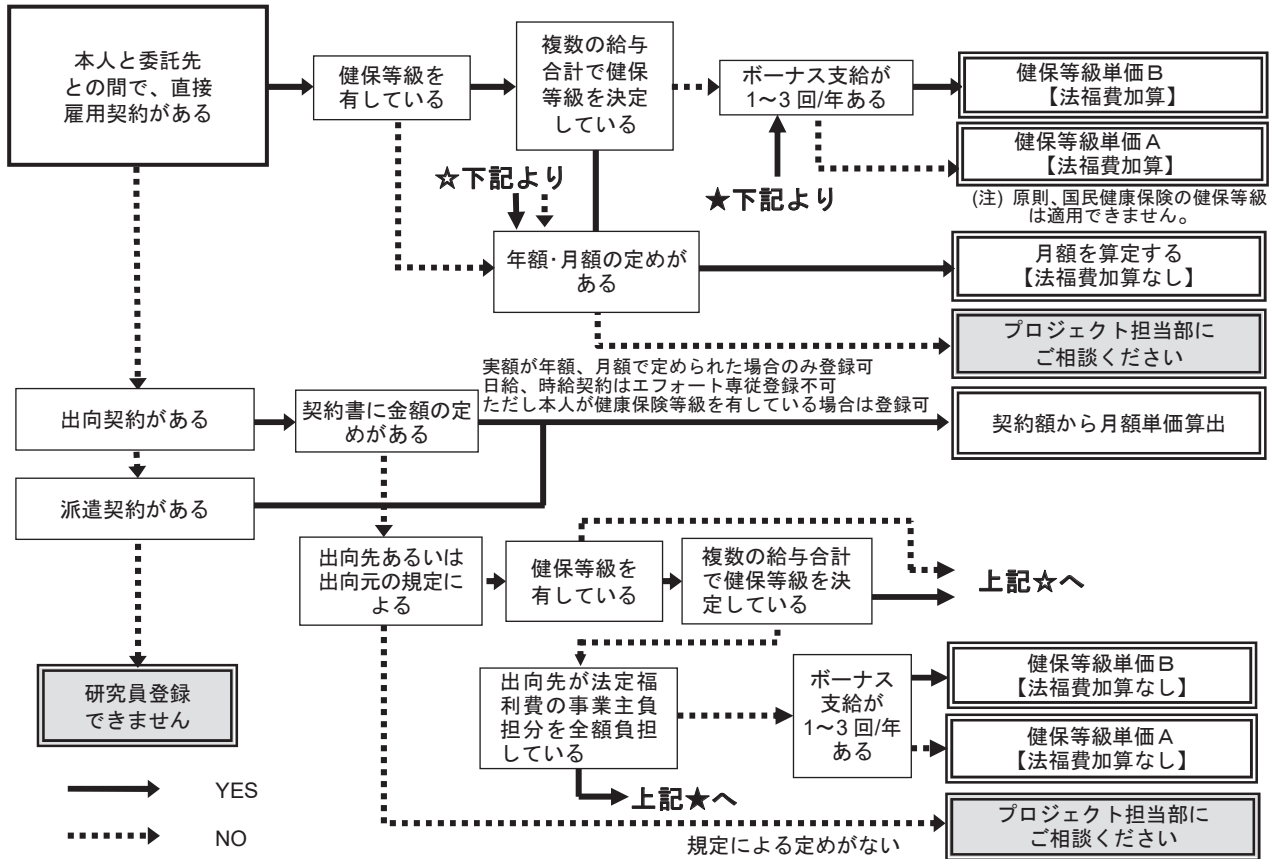 本人と委託先
との間で、直接
雇用契約がある
健保等級を
有している
複数の給与
合計で健保
等級を決定
している
ボーナス支給が
1～3 回/年ある
健保等級単価B
【法福費加算】
健保等級単価A
【法福費加算】
(注) 原則、国民健康保険の健保等級
は適用できません。
☆下記より
★下記より
年額・月額の定めが
ある
月額を算定する
【法福費加算なし】
プロジェクト担当部に
ご相談ください
実額が年額、月額で定められた場合のみ登録可
日給、時給契約はエフォート専従登録不可
ただし本人が健康保険等級を有している場合は登録可
出向契約がある
契約書に金額の定
めがある
契約額から月額単価算出
派遣契約がある
出向先あるいは
出向元の規定に
よる
健保等級を
有している
複数の給与合計
で健保等級を決
定している
上記☆へ
研究員登録
できません
出向先が法定福
利費の事業主負
担分を全額負担
している
ボーナス
支給が
1～3 回/年
ある
健保等級単価B
【法福費加算なし】
健保等級単価A
【法福費加算なし】
上記★へ
YES
NO
規定による定めがない
プロジェクト担当部に
ご相談ください